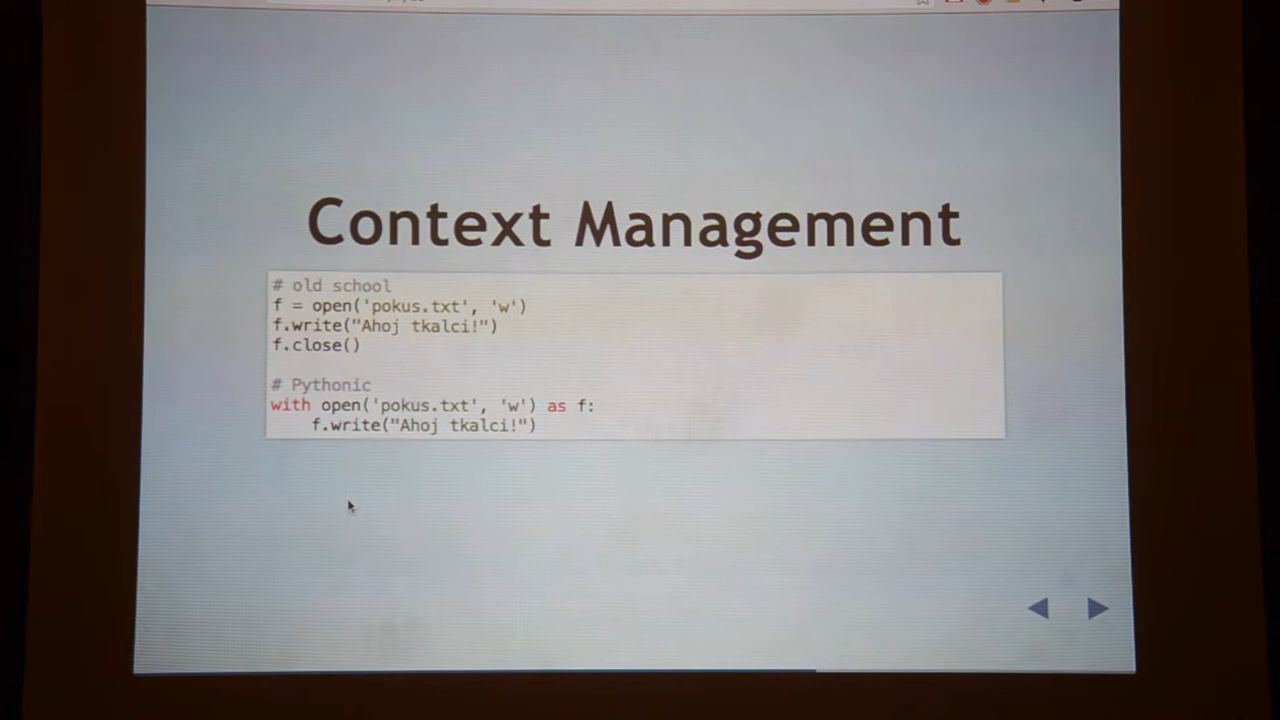 Context Management
# old school
f = open('pokus.txt', 'w')
f.write("Ahoj tkalci!")
f.close()
# Pythonic
with open('pokus.txt', 'w') as f:
    f.write("Ahoj tkalci!")